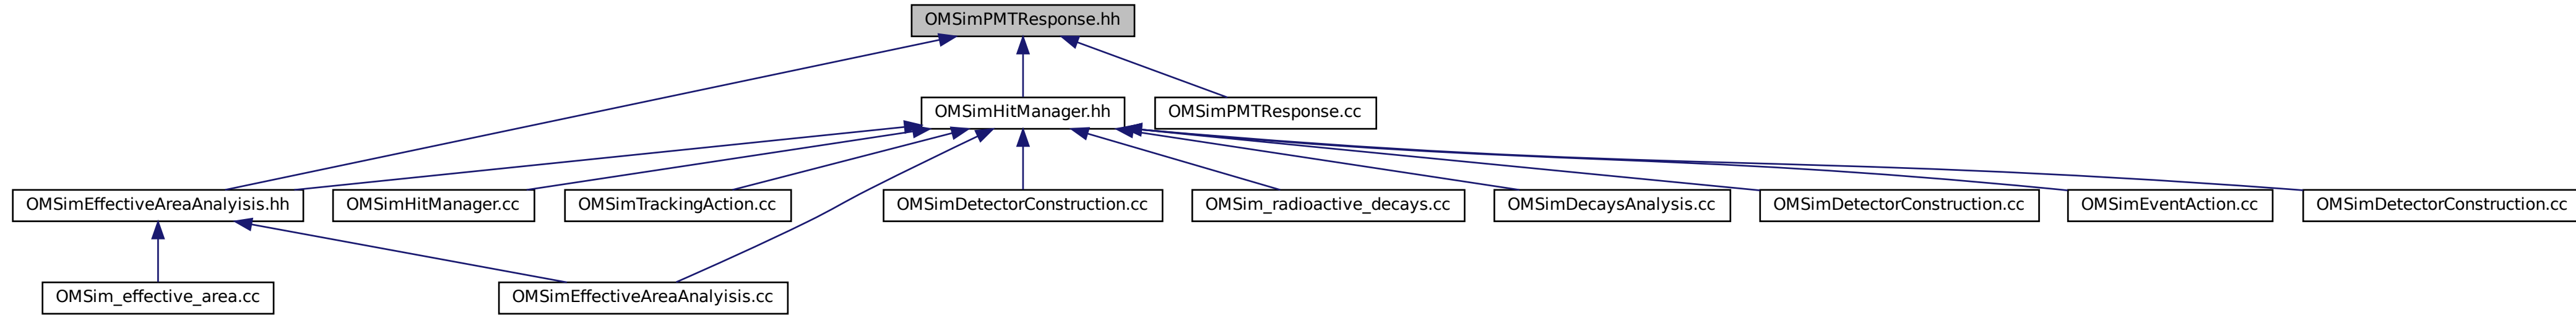 OMSimPMTResponse.hh
OMSimHitManager.hh
OMSimPMTResponse.cc
OMSimEffectiveAreaAnalyisis.hh
OMSimHitManager.cc
OMSimTrackingAction.cc
OMSimDetectorConstruction.cc
OMSim_radioactive_decays.cc
OMSimDecaysAnalysis.cc
OMSimDetectorConstruction.cc
OMSimEventAction.cc
OMSimDetectorConstruction.cc
OMSim_effective_area.cc
OMSimEffectiveAreaAnalyisis.cc